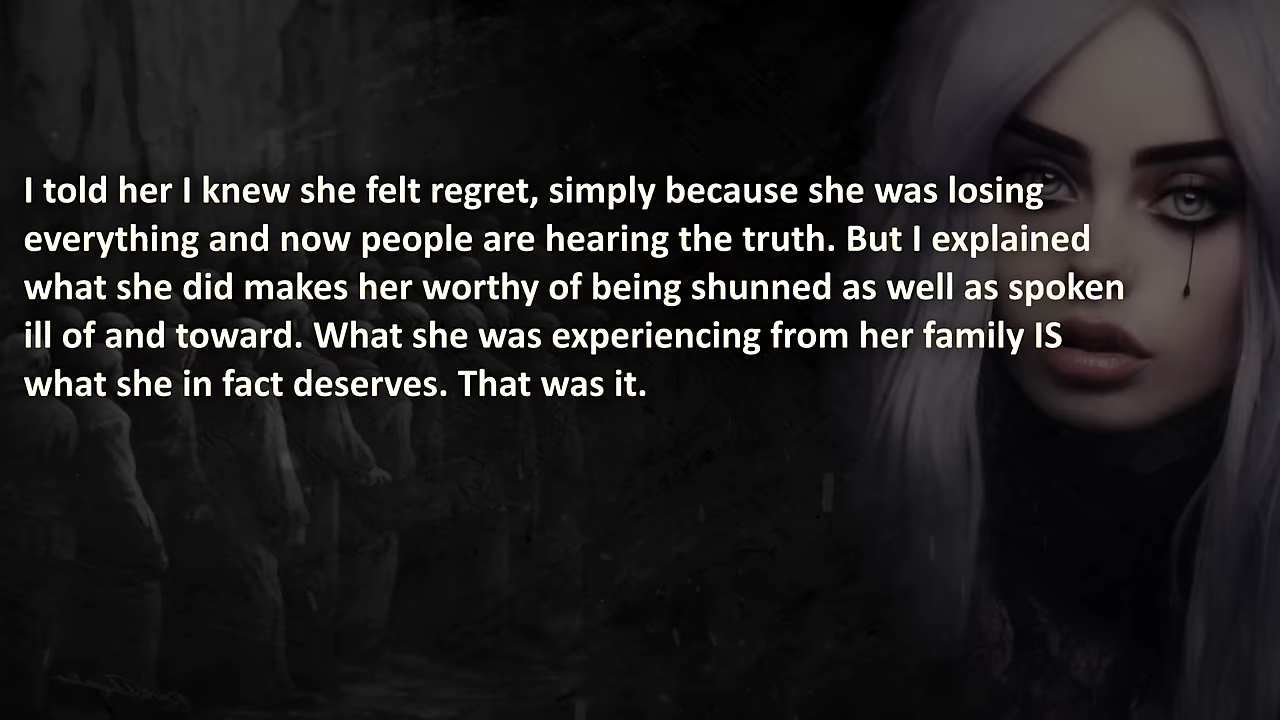 I told her I knew she felt regret, simply because she was losing
everything and now people are hearing the truth. But I explained
what she did makes her worthy of being shunned as well as spoken
ill of and toward. What she was experiencing from her family IS
what she in fact deserves. That was it.